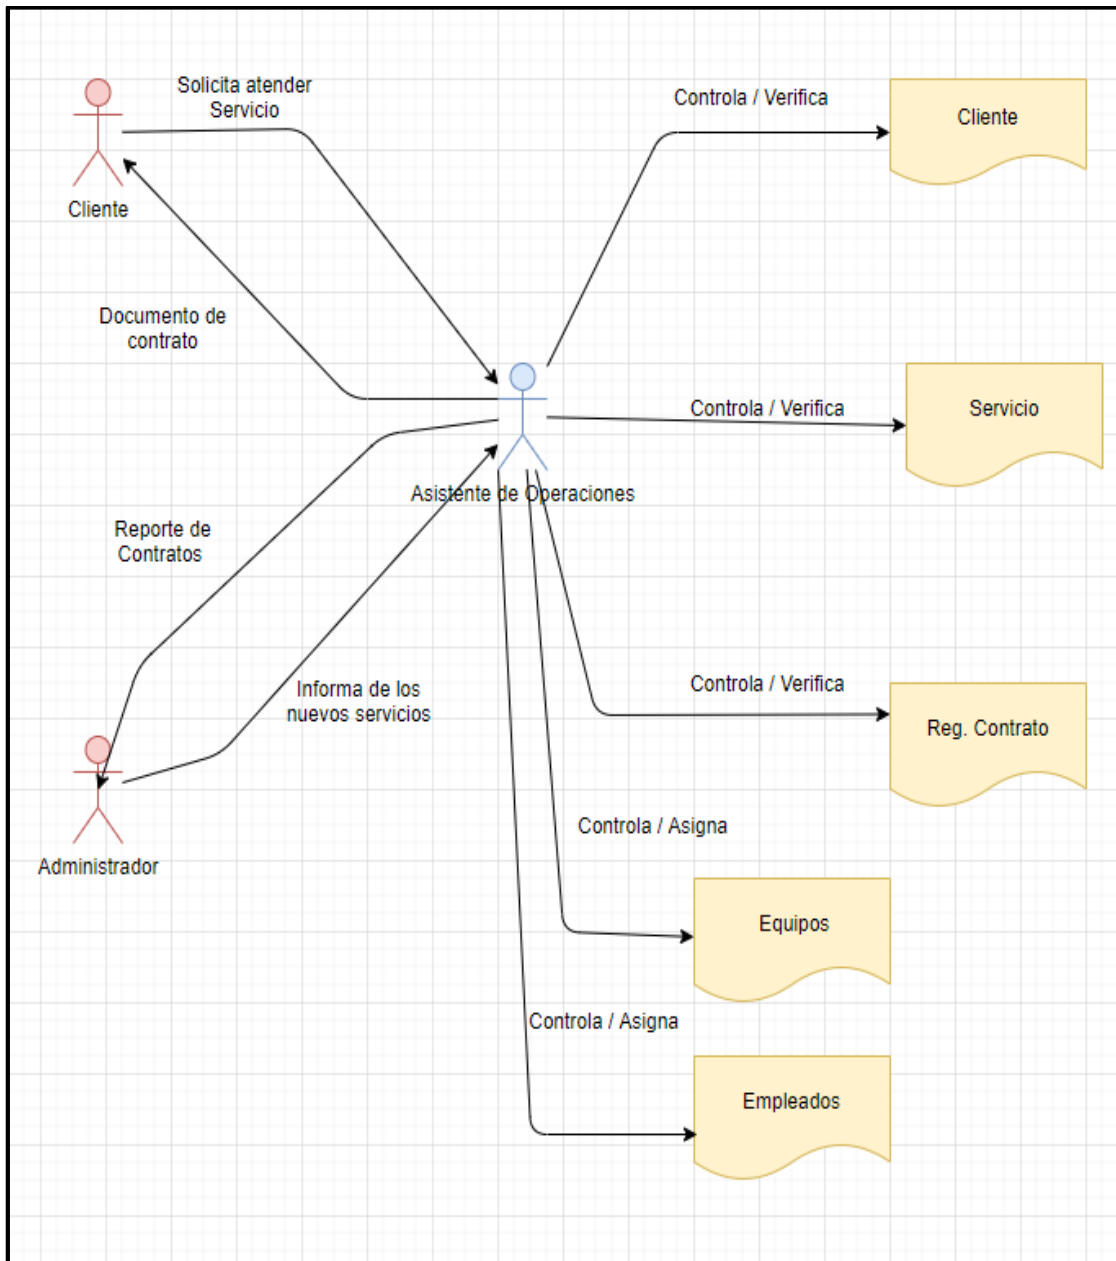 Solicita atender
Servicio
Controla / Verifica
Cliente
Cliente
Documento de
contrato
Controla / Verifica
Servicio
Asistente de Operaciones
Reporte de
Contratos
Informa de los
nuevos servicios
Controla / Verifica
Reg. Contrato
Controla / Asigna
Administrador
Equipos
Controla / Asigna
Empleados